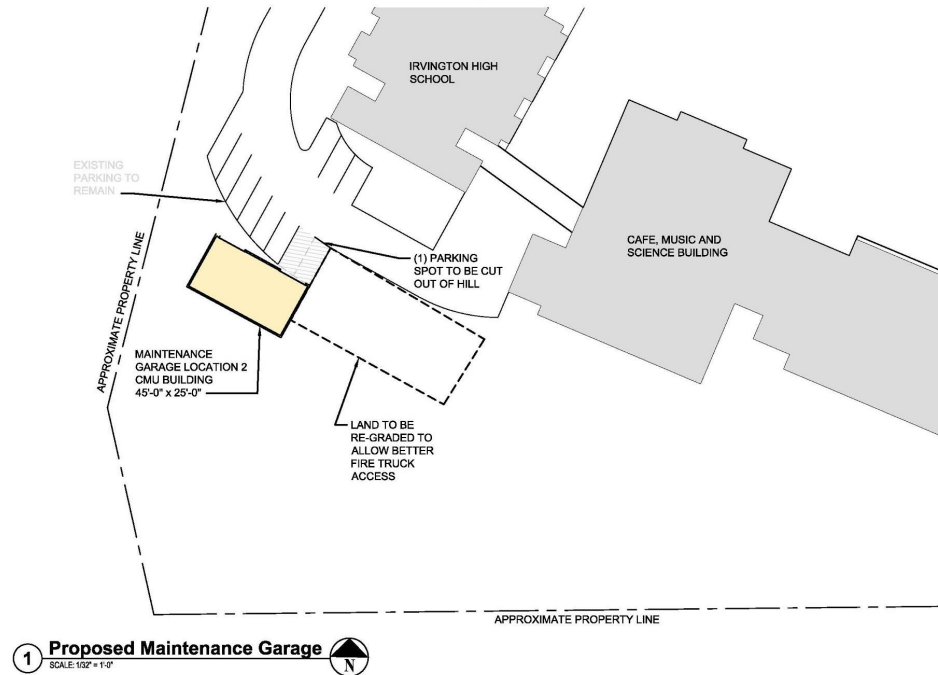 IRVINGTON HIGH
SCHOOL
EXISTING
PARKING TO
REMAIN
CAFE, MUSIC AND
SCIENCE BUILDING
(1) PARKING
SPOT TO BE CUT
OUT OF HILL
APPROXIMATE PROPERTY LINE
MAINTENANCE
GARAGE LOCATION 2
CMU BUILDING
45'-0" x 25'-0"
LAND TO BE
RE-GRADED TO
ALLOW BETTER
FIRE TRUCK
ACCESS
APPROXIMATE PROPERTY LINE
1 Proposed Maintenance Garage
SCALE: 1/32" = 1'-0"
N